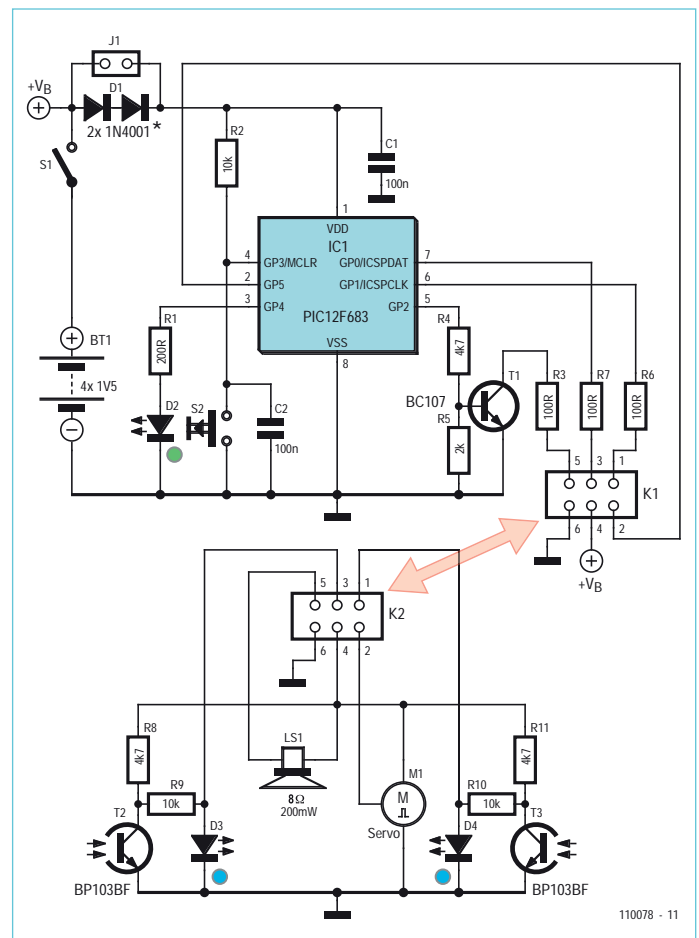 J1
+VB
D1
2x 1N4001 *
S1
R2
10k
C1
100n
1
VDD
IC1
4
GP3/MCLR
GP0/ICSPDAT
7
2
GP5
GP1/ICSPCLK
6
3
GP4
GP2
5
PIC12F683
VSS
8
BT1
4x 1V5
R1
200R
D2
S2
C2
100n
R4
4k7
BC107
T1
R5
2k
R3
100R
R7
100R
R6
100R
5
3
1
K1
6
4
2
+VB
5
3
1
K2
6
4
2
LS1
8Ω
200mW
M1
M
Servo
R8
4k7
R9
10k
T2
D3
BP103BF
R11
4k7
R10
10k
D4
T3
BP103BF
110078 - 11